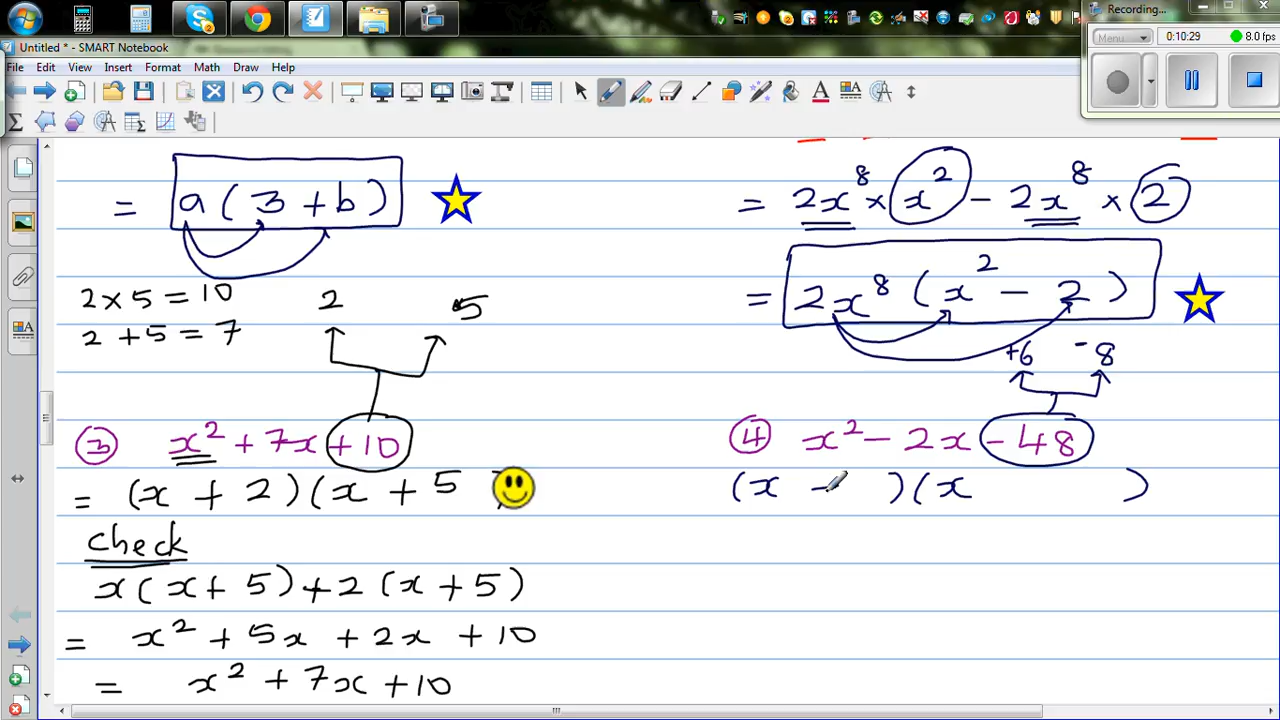 Recording...
Menu
0:10:29
8.0 fps
Untitled * - SMART Notebook
File Edit View Insert Format Math Draw Help
= a ( 3 + b )
= 2x⁸ × x² - 2x⁸ × 2
= 2x⁸ ( x² - 2 )
2 × 5 = 10
2 + 5 = 7
2 5
+6 -8
3 x² + 7x + 10
= (x + 2)(x + 5
check
x(x + 5) + 2 (x + 5)
= x² + 5x + 2x + 10
= x² + 7x + 10
4 x² - 2x - 48
(x - )(x )